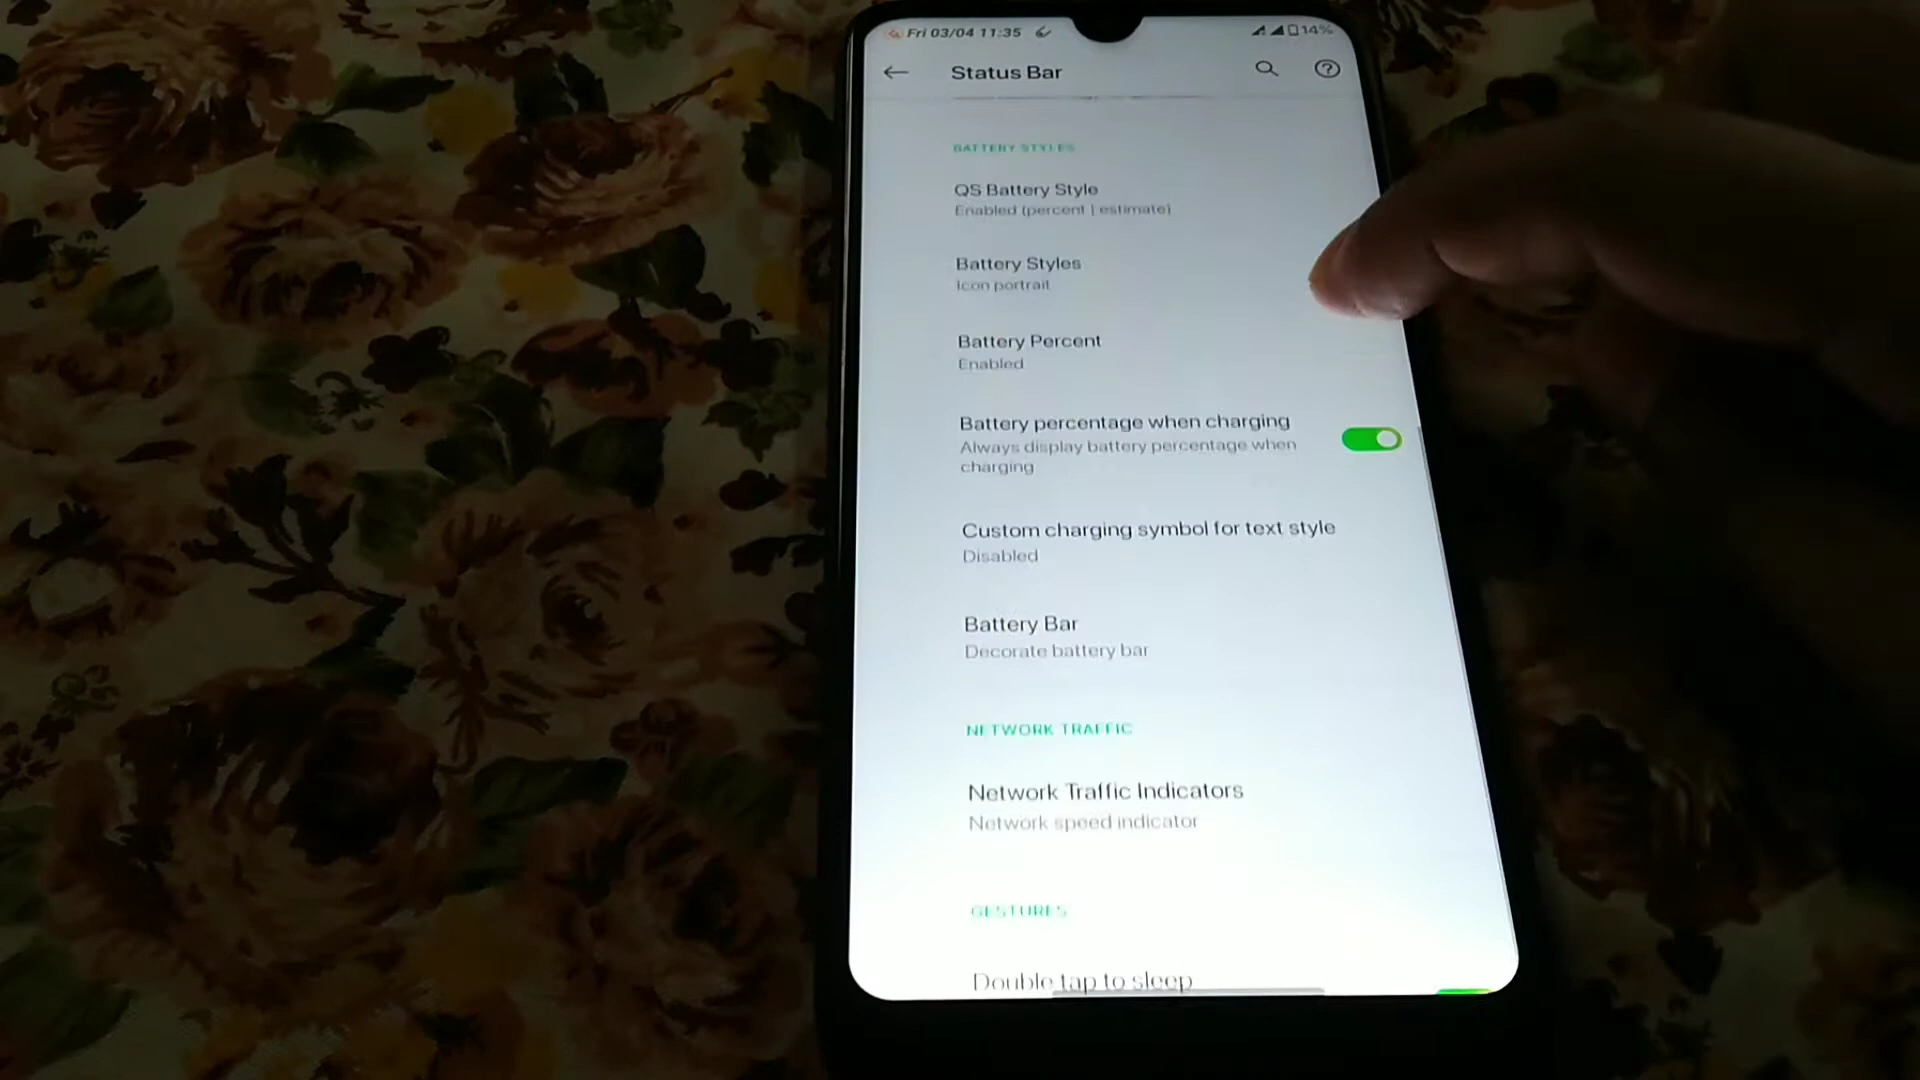 Fri 03/04 11:35
14%
Status Bar
BATTERY STYLES
QS Battery Style
Enabled (percent | estimate)
Battery Styles
Icon portrait
Battery Percent
Enabled
Battery percentage when charging
Always display battery percentage when
charging
Custom charging symbol for text style
Disabled
Battery Bar
Decorate battery bar
NETWORK TRAFFIC
Network Traffic Indicators
Network speed indicator
GESTURES
Double tap to sleep